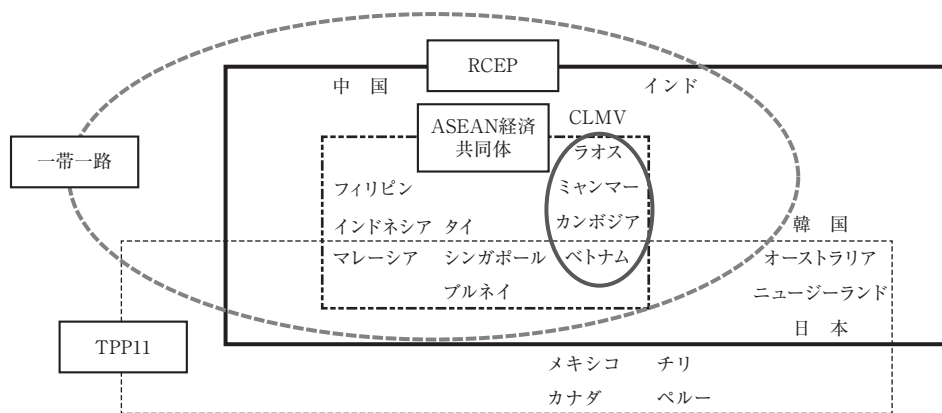 RCEP
中 国
インド
CLMV
ASEAN経済
共同体
ラオス
一帯一路
フィリピン
ミャンマー
インドネシア タイ
カンボジア
韓 国
マレーシア シンガポール ベトナム
オーストラリア
ブルネイ
ニュージーランド
日 本
TPP11
メキシコ チリ
カナダ ペルー